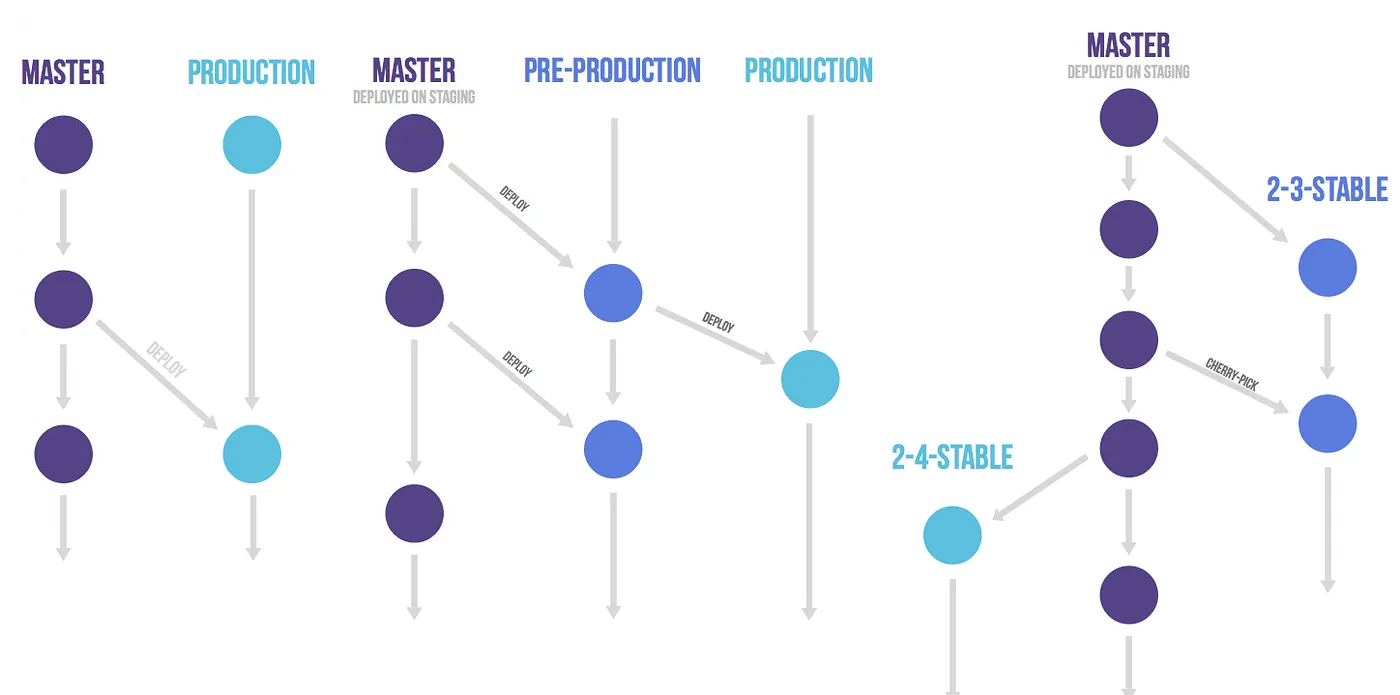 MASTER
PRODUCTION
DEPLOY
MASTER
DEPLOYED ON STAGING
PRE-PRODUCTION
PRODUCTION
DEPLOY
DEPLOY
DEPLOY
MASTER
DEPLOYED ON STAGING
2-3-STABLE
CHERRY-PICK
2-4-STABLE